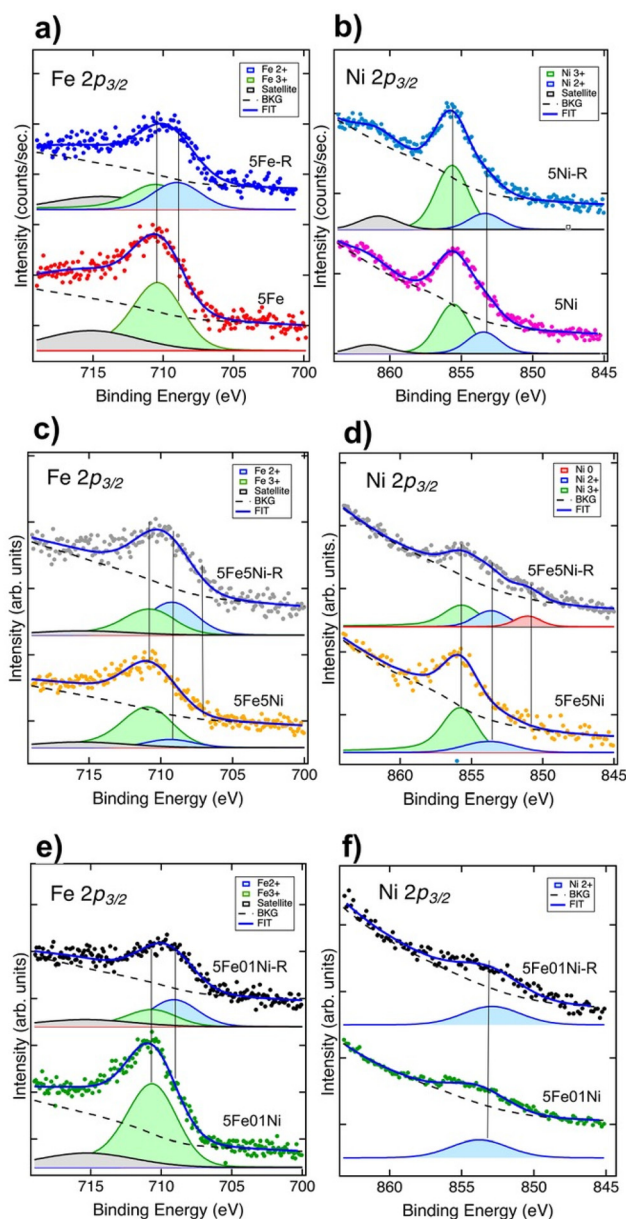 a)
Fe 2p3/2
Fe 2+
Fe 3+
Satellite
BKG
FIT
5Fe-R
5Fe
Intensity (counts/sec.)
715
710
705
700
Binding Energy (eV)
b)
Ni 2p3/2
Ni 3+
Ni 2+
Satellite
BKG
FIT
5Ni-R
5Ni
Intensity (counts/sec.)
860
855
850
845
Binding Energy (eV)
c)
Fe 2p3/2
Fe 2+
Fe 3+
Satellite
BKG
FIT
5Fe5Ni-R
5Fe5Ni
Intensity (arb. units)
715
710
705
700
Binding Energy (eV)
d)
Ni 2p3/2
Ni 0
Ni 2+
Ni 3+
BKG
FIT
5Fe5Ni-R
5Fe5Ni
Intensity (arb. units.)
860
855
850
845
Binding Energy (eV)
e)
Fe 2p3/2
Fe2+
Fe3+
Satellite
BKG
FIT
5Fe01Ni-R
5Fe01Ni
Intensity (arb. units)
715
710
705
700
Binding Energy (eV)
f)
Ni 2p3/2
Ni 2+
BKG
FIT
5Fe01Ni-R
5Fe01Ni
Intensity (arb. units)
860
855
850
845
Binding Energy (eV)